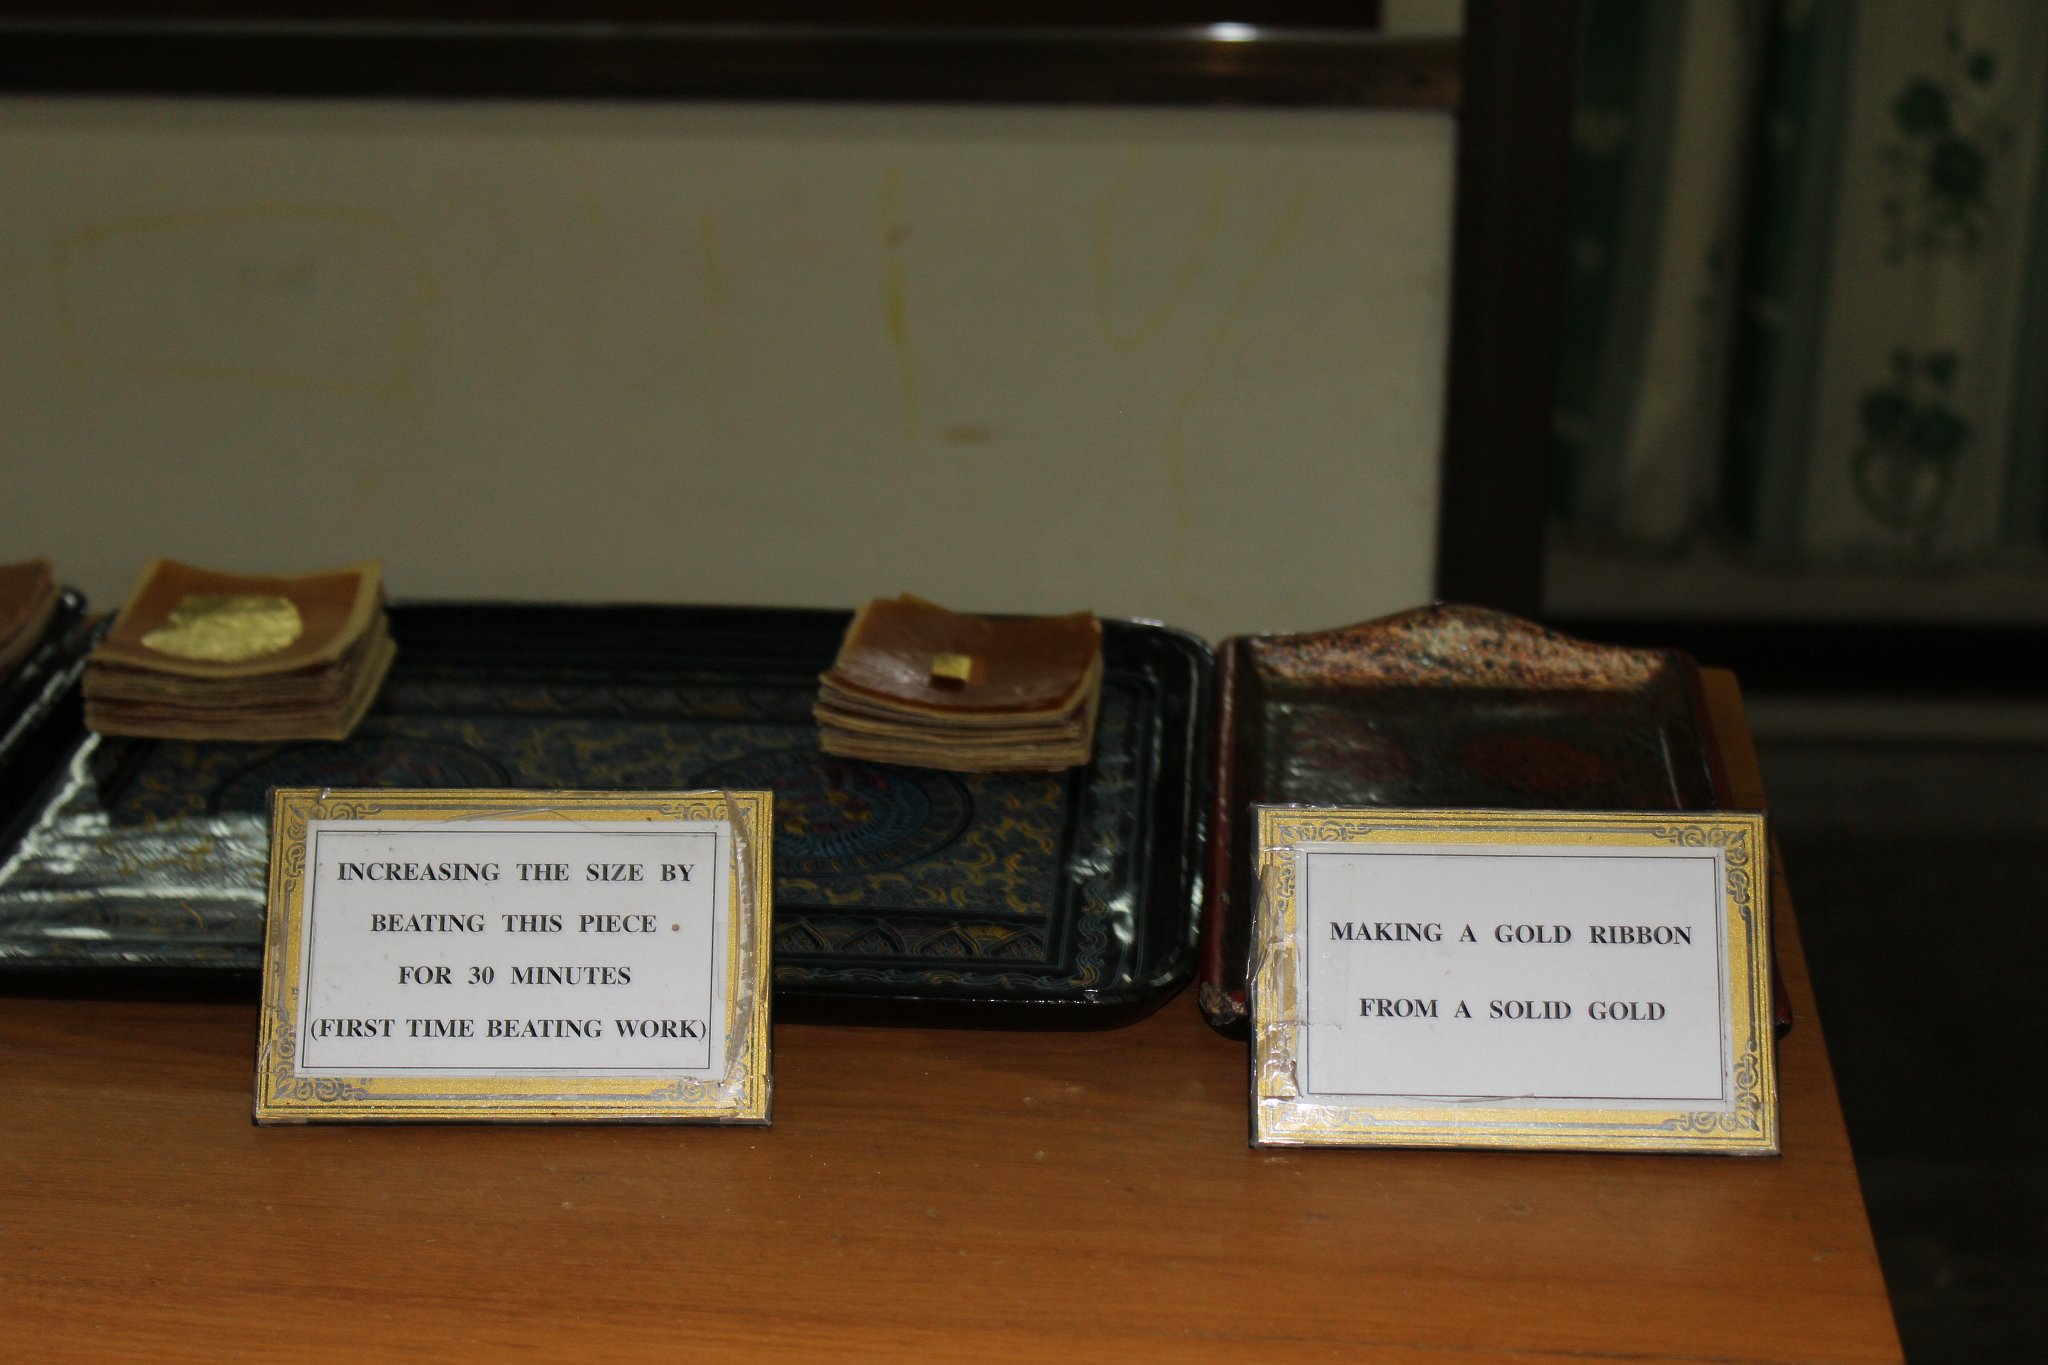 INCREASING THE SIZE BY
BEATING THIS PIECE
FOR 30 MINUTES
(FIRST TIME BEATING WORK)
MAKING A GOLD RIBBON
FROM A SOLID GOLD